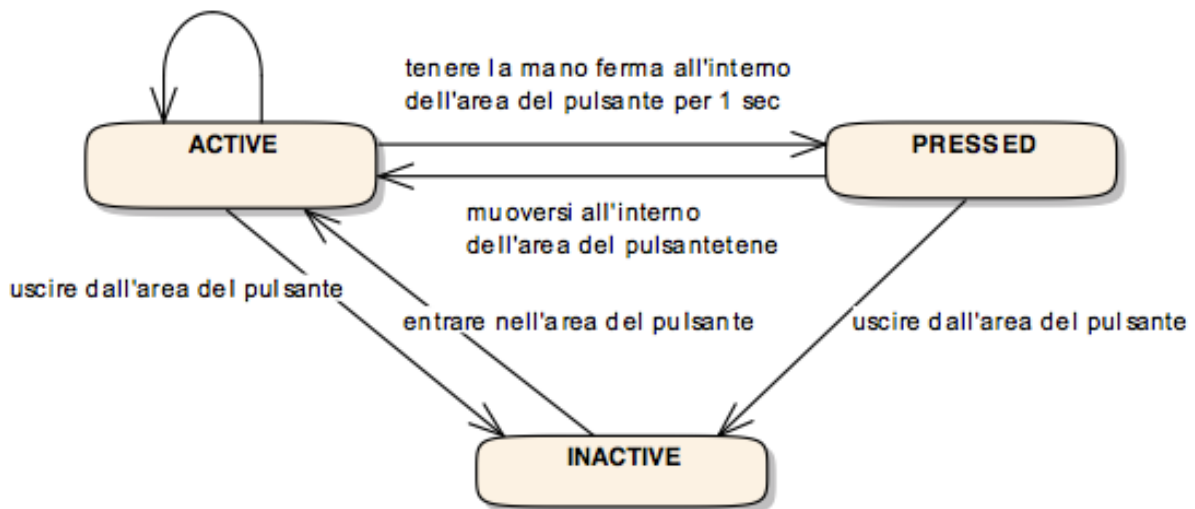 tenere la mano ferma all'interno
dell'area del pulsante per 1 sec
ACTIVE
PRESSED
muoversi all'interno
dell'area del pulsantetene
uscire dall'area del pulsante
entrare nell'area del pulsante
uscire dall'area del pulsante
INACTIVE